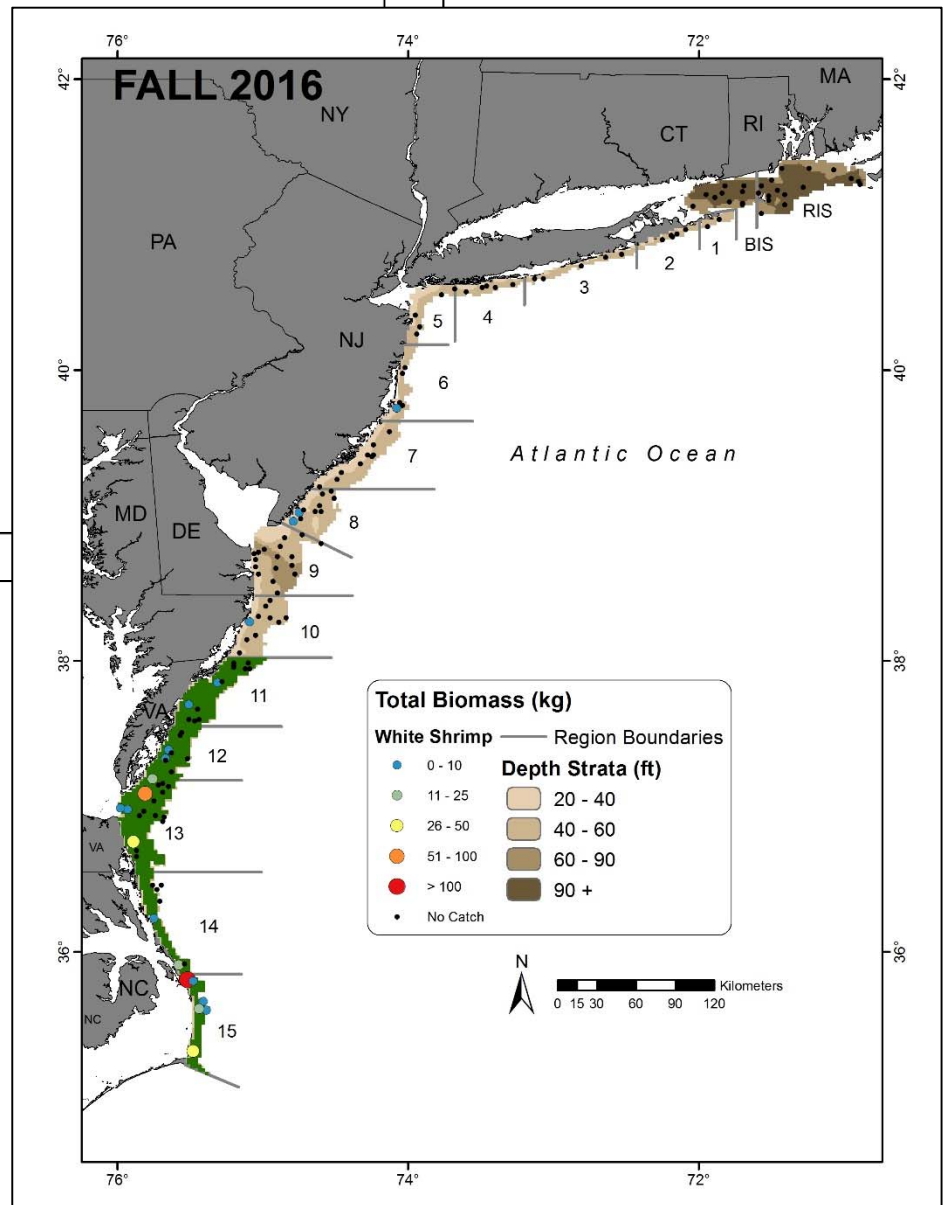 76°
74°
72°
42°
42°
FALL 2016
MA
NY
CT
RI
PA
RIS
BIS
1
2
3
4
5
NJ
40°
40°
6
Atlantic Ocean
7
MD
DE
8
9
10
38°
38°
11
VA
12
13
VA
14
36°
36°
NC
NC
15
Total Biomass (kg)
White Shrimp
Region Boundaries
0 - 10
11 - 25
26 - 50
51 - 100
> 100
No Catch
Depth Strata (ft)
20 - 40
40 - 60
60 - 90
90 +
N
Kilometers
0 15 30 60 90 120
76°
74°
72°